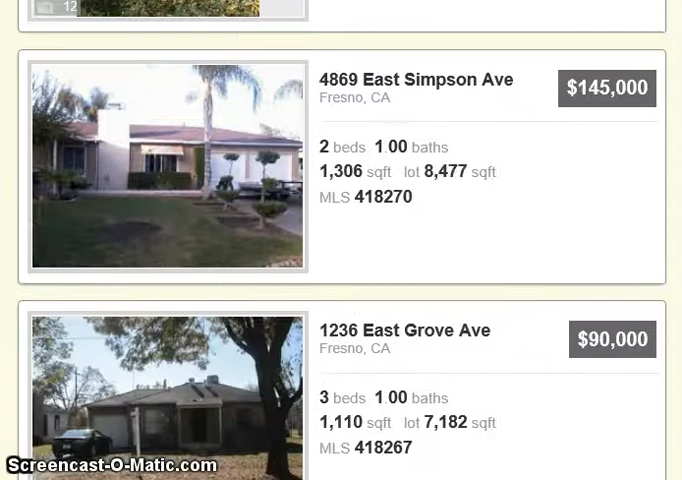 12
4869 East Simpson Ave
$145,000
Fresno, CA
2 beds 1.00 baths
1,306 sqft lot 8,477 sqft
MLS 418270
1236 East Grove Ave
$90,000
Fresno, CA
3 beds 1.00 baths
1,110 sqft lot 7,182 sqft
MLS 418267
Screencast-O-Matic.com